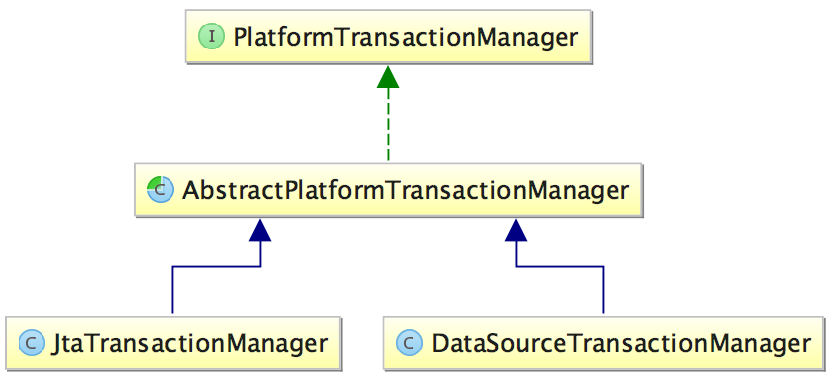 I PlatformTransactionManager
C AbstractPlatformTransactionManager
C JtaTransactionManager
C DataSourceTransactionManager